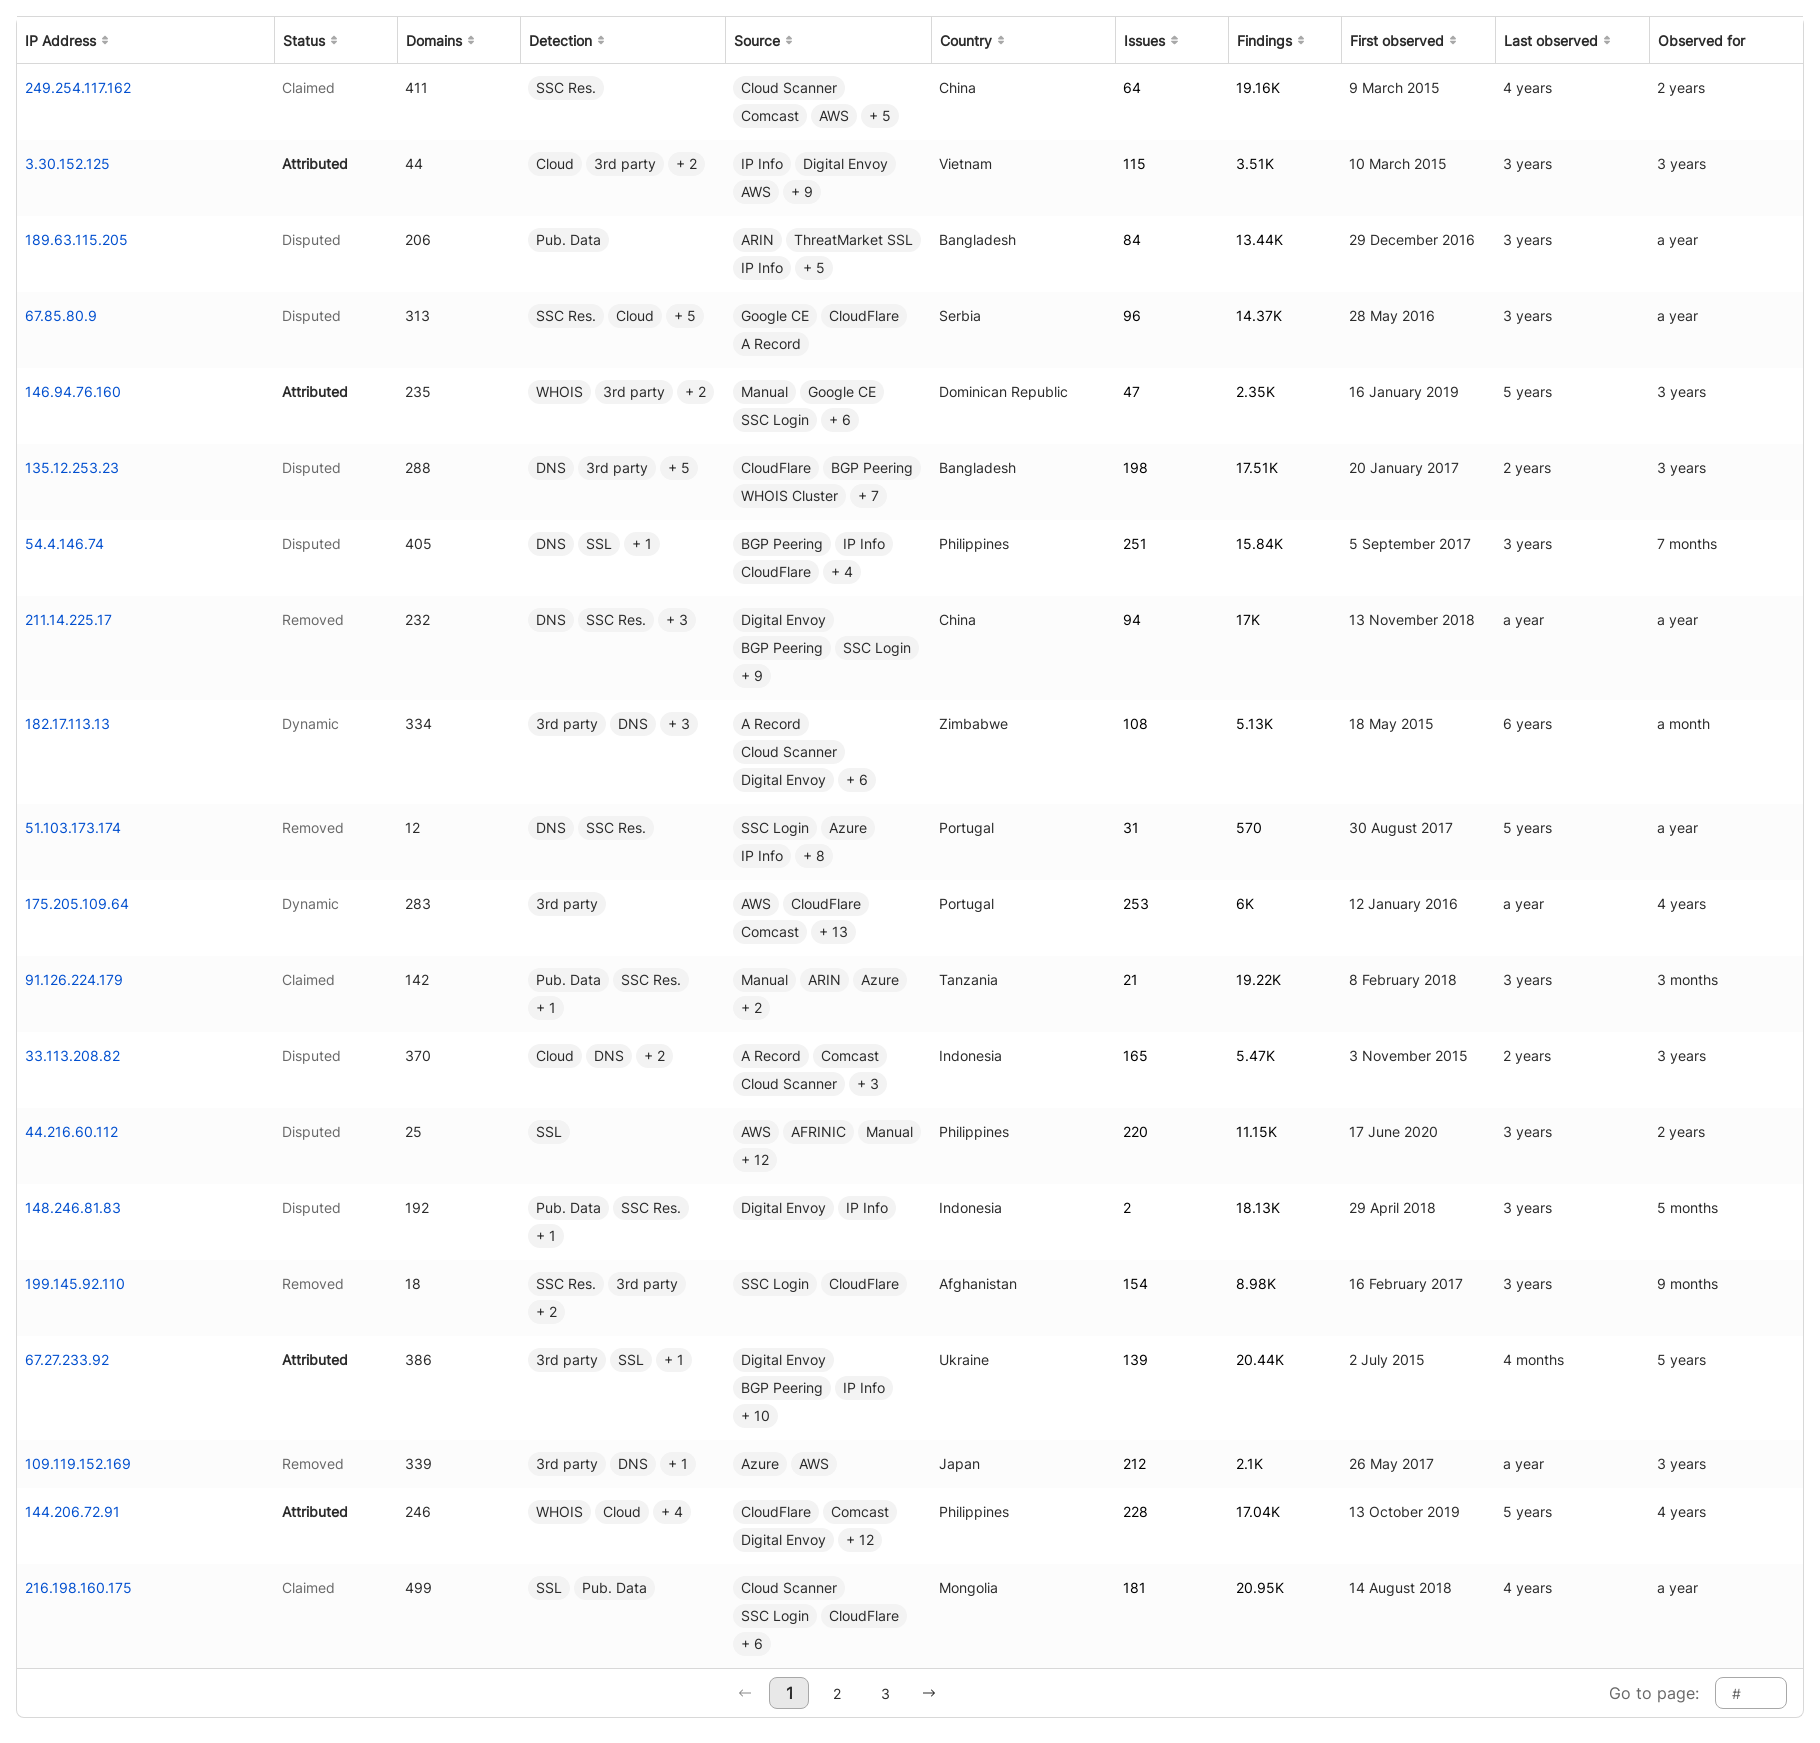 IP Address Status Domains Detection Source Country Issues Findings First observed Last observed Observed for
249.254.117.162 Claimed 411 SSC Res. Cloud Scanner China 64 19.16K 9 March 2015 4 years 2 years
Comcast AWS + 5
3.30.152.125 Attributed 44 Cloud 3rd party + 2 IP Info Digital Envoy Vietnam 115 3.51K 10 March 2015 3 years 3 years
AWS + 9
189.63.115.205 Disputed 206 Pub. Data ARIN ThreatMarket SSL Bangladesh 84 13.44K 29 December 2016 3 years a year
IP Info + 5
67.85.80.9 Disputed 313 SSC Res. Cloud + 5 Google CE CloudFlare Serbia 96 14.37K 28 May 2016 3 years a year
A Record
146.94.76.160 Attributed 235 WHOIS 3rd party + 2 Manual Google CE Dominican Republic 47 2.35K 16 January 2019 5 years 3 years
SSC Login + 6
135.12.253.23 Disputed 288 DNS 3rd party + 5 CloudFlare BGP Peering Bangladesh 198 17.51K 20 January 2017 2 years 3 years
WHOIS Cluster + 7
54.4.146.74 Disputed 405 DNS SSL + 1 BGP Peering IP Info Philippines 251 15.84K 5 September 2017 3 years 7 months
CloudFlare + 4
211.14.225.17 Removed 232 DNS SSC Res. + 3 Digital Envoy China 94 17K 13 November 2018 a year a year
BGP Peering SSC Login
+ 9
182.17.113.13 Dynamic 334 3rd party DNS + 3 A Record Zimbabwe 108 5.13K 18 May 2015 6 years a month
Cloud Scanner
Digital Envoy + 6
51.103.173.174 Removed 12 DNS SSC Res. SSC Login Azure Portugal 31 570 30 August 2017 5 years a year
IP Info + 8
175.205.109.64 Dynamic 283 3rd party AWS CloudFlare Portugal 253 6K 12 January 2016 a year 4 years
Comcast + 13
91.126.224.179 Claimed 142 Pub. Data SSC Res. Manual ARIN Azure Tanzania 21 19.22K 8 February 2018 3 years 3 months
+ 1 + 2
33.113.208.82 Disputed 370 Cloud DNS + 2 A Record Comcast Indonesia 165 5.47K 3 November 2015 2 years 3 years
Cloud Scanner + 3
44.216.60.112 Disputed 25 SSL AWS AFRINIC Manual Philippines 220 11.15K 17 June 2020 3 years 2 years
+ 12
148.246.81.83 Disputed 192 Pub. Data SSC Res. Digital Envoy IP Info Indonesia 2 18.13K 29 April 2018 3 years 5 months
+ 1
199.145.92.110 Removed 18 SSC Res. 3rd party SSC Login CloudFlare Afghanistan 154 8.98K 16 February 2017 3 years 9 months
+ 2
67.27.233.92 Attributed 386 3rd party SSL + 1 Digital Envoy Ukraine 139 20.44K 2 July 2015 4 months 5 years
BGP Peering IP Info
+ 10
109.119.152.169 Removed 339 3rd party DNS + 1 Azure AWS Japan 212 2.1K 26 May 2017 a year 3 years
144.206.72.91 Attributed 246 WHOIS Cloud + 4 CloudFlare Comcast Philippines 228 17.04K 13 October 2019 5 years 4 years
Digital Envoy + 12
216.198.160.175 Claimed 499 SSL Pub. Data Cloud Scanner Mongolia 181 20.95K 14 August 2018 4 years a year
SSC Login CloudFlare
+ 6
← 1 2 3 → Go to page: #